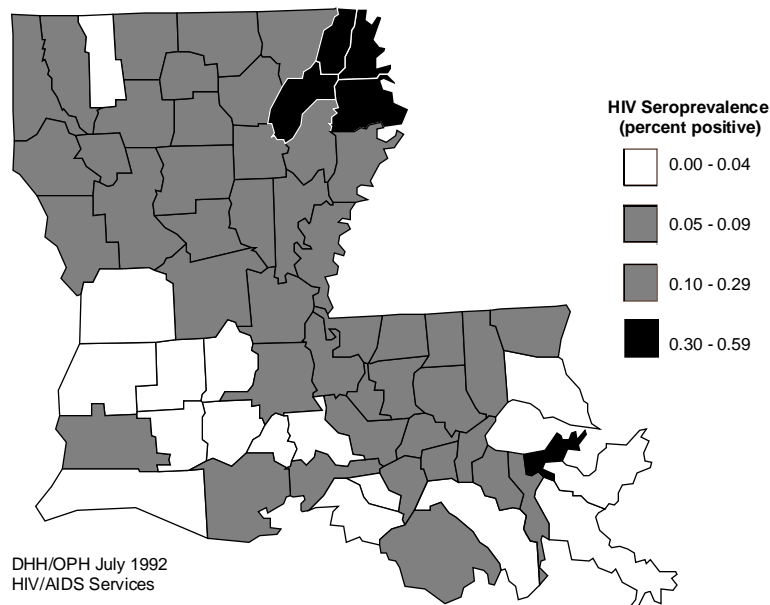 HIV Seroprevalence
(percent positive)
0.00 - 0.04
0.05 - 0.09
0.10 - 0.29
0.30 - 0.59
DHH/OPH July 1992
HIV/AIDS Services